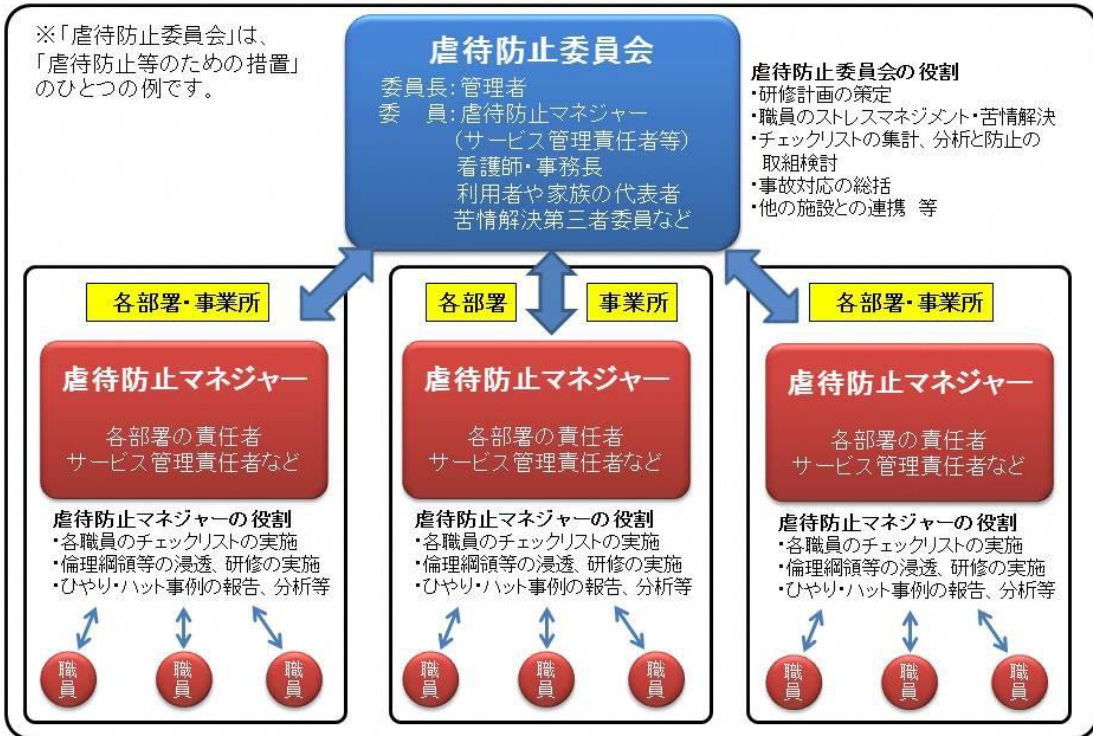 ※「虐待防止委員会」は、
「虐待防止等のための措置」
のひとつの例です。
虐待防止委員会
委員長:管理者
委　員:虐待防止マネジャー
(サービス管理責任者等)
看護師・事務長
利用者や家族の代表者
苦情解決第三者委員など
虐待防止委員会の役割
・研修計画の策定
・職員のストレスマネジメント・苦情解決
・チェックリストの集計、分析と防止の
取組検討
・事故対応の総括
・他の施設との連携 等
各部署・事業所
虐待防止マネジャー
各部署の責任者
サービス管理責任者など
虐待防止マネジャーの役割
・各職員のチェックリストの実施
・倫理綱領等の浸透、研修の実施
・ひやり・ハット事例の報告、分析等
職員
職員
職員
各部署
事業所
虐待防止マネジャー
各部署の責任者
サービス管理責任者など
虐待防止マネジャーの役割
・各職員のチェックリストの実施
・倫理綱領等の浸透、研修の実施
・ひやり・ハット事例の報告、分析等
職員
職員
職員
各部署・事業所
虐待防止マネジャー
各部署の責任者
サービス管理責任者など
虐待防止マネジャーの役割
・各職員のチェックリストの実施
・倫理綱領等の浸透、研修の実施
・ひやり・ハット事例の報告、分析等
職員
職員
職員